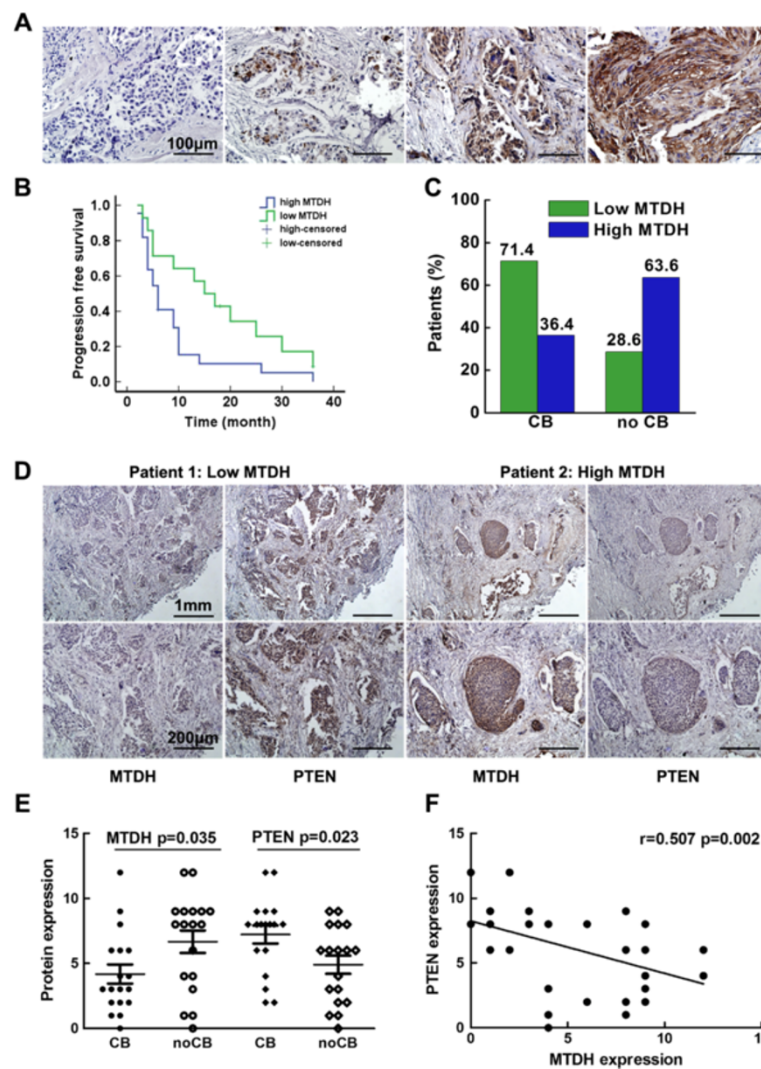 A
100µm
B
high MTDH
low MTDH
high-censored
low-censored
Progression free survival
1.0
0.8
0.6
0.4
0.2
0.0
0 10 20 30 40
Time (month)
C
Low MTDH
High MTDH
Patients (%)
100
80
60
40
20
0
71.4
36.4
28.6
63.6
CB no CB
D
Patient 1: Low MTDH Patient 2: High MTDH
1mm
200µm
MTDH PTEN MTDH PTEN
E
MTDH p=0.035 PTEN p=0.023
Protein expression
15
10
5
0
CB noCB CB noCB
F
r=0.507 p=0.002
PTEN expression
15
10
5
0
0 5 10 15
MTDH expression